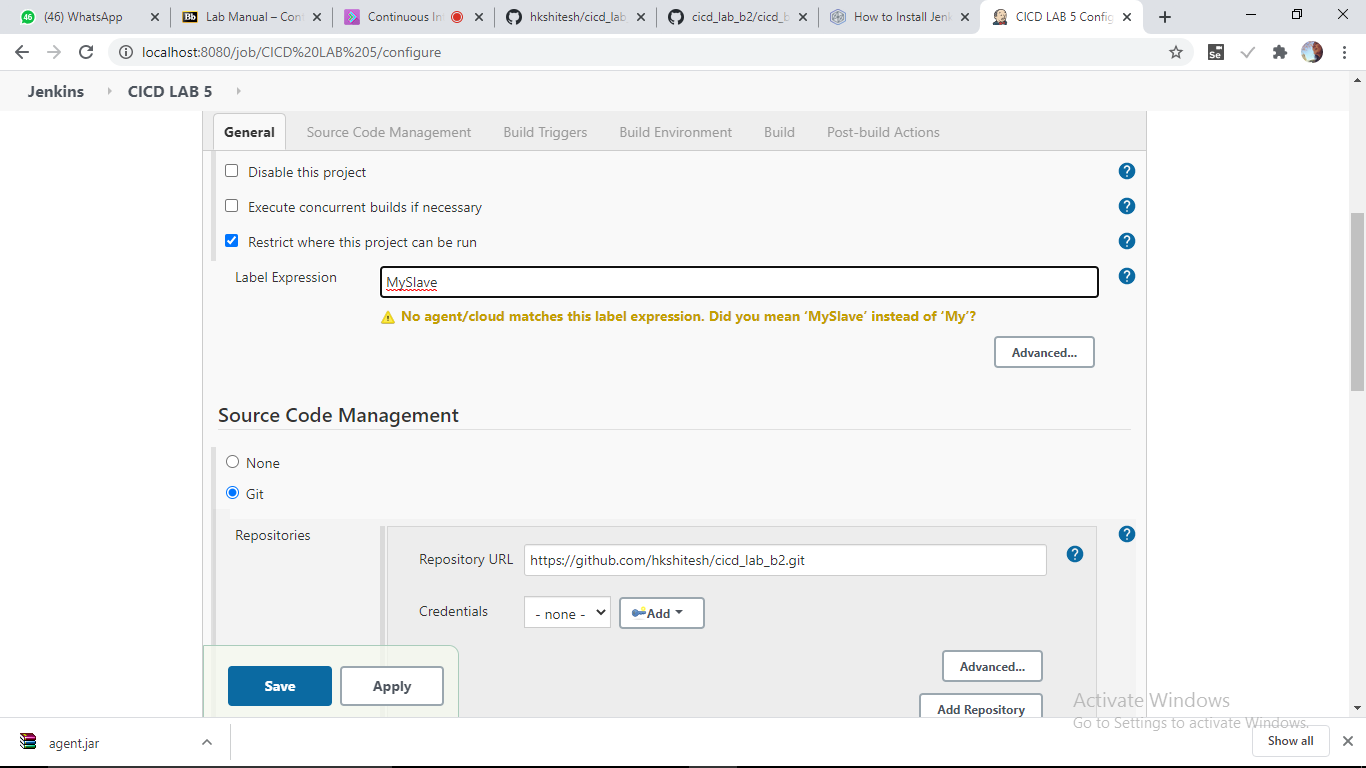 (46) WhatsApp
Lab Manual – Con
Continuous In
hkshitesh/cicd_lab
cicd_lab_b2/cicd_b
How to Install Jen
CICD LAB 5 Config
localhost:8080/job/CICD%20LAB%205/configure
Jenkins CICD LAB 5
General Source Code Management Build Triggers Build Environment Build Post-build Actions
Disable this project
Execute concurrent builds if necessary
Restrict where this project can be run
Label Expression MySlave
No agent/cloud matches this label expression. Did you mean ‘MySlave’ instead of ‘My’?
Advanced...
Source Code Management
None
Git
Repositories
Repository URL https://github.com/hkshitesh/cicd_lab_b2.git
Credentials - none - Add
Advanced...
Save Apply
Add Repository
Activate Windows
Go to Settings to activate Windows.
agent.jar
Show all